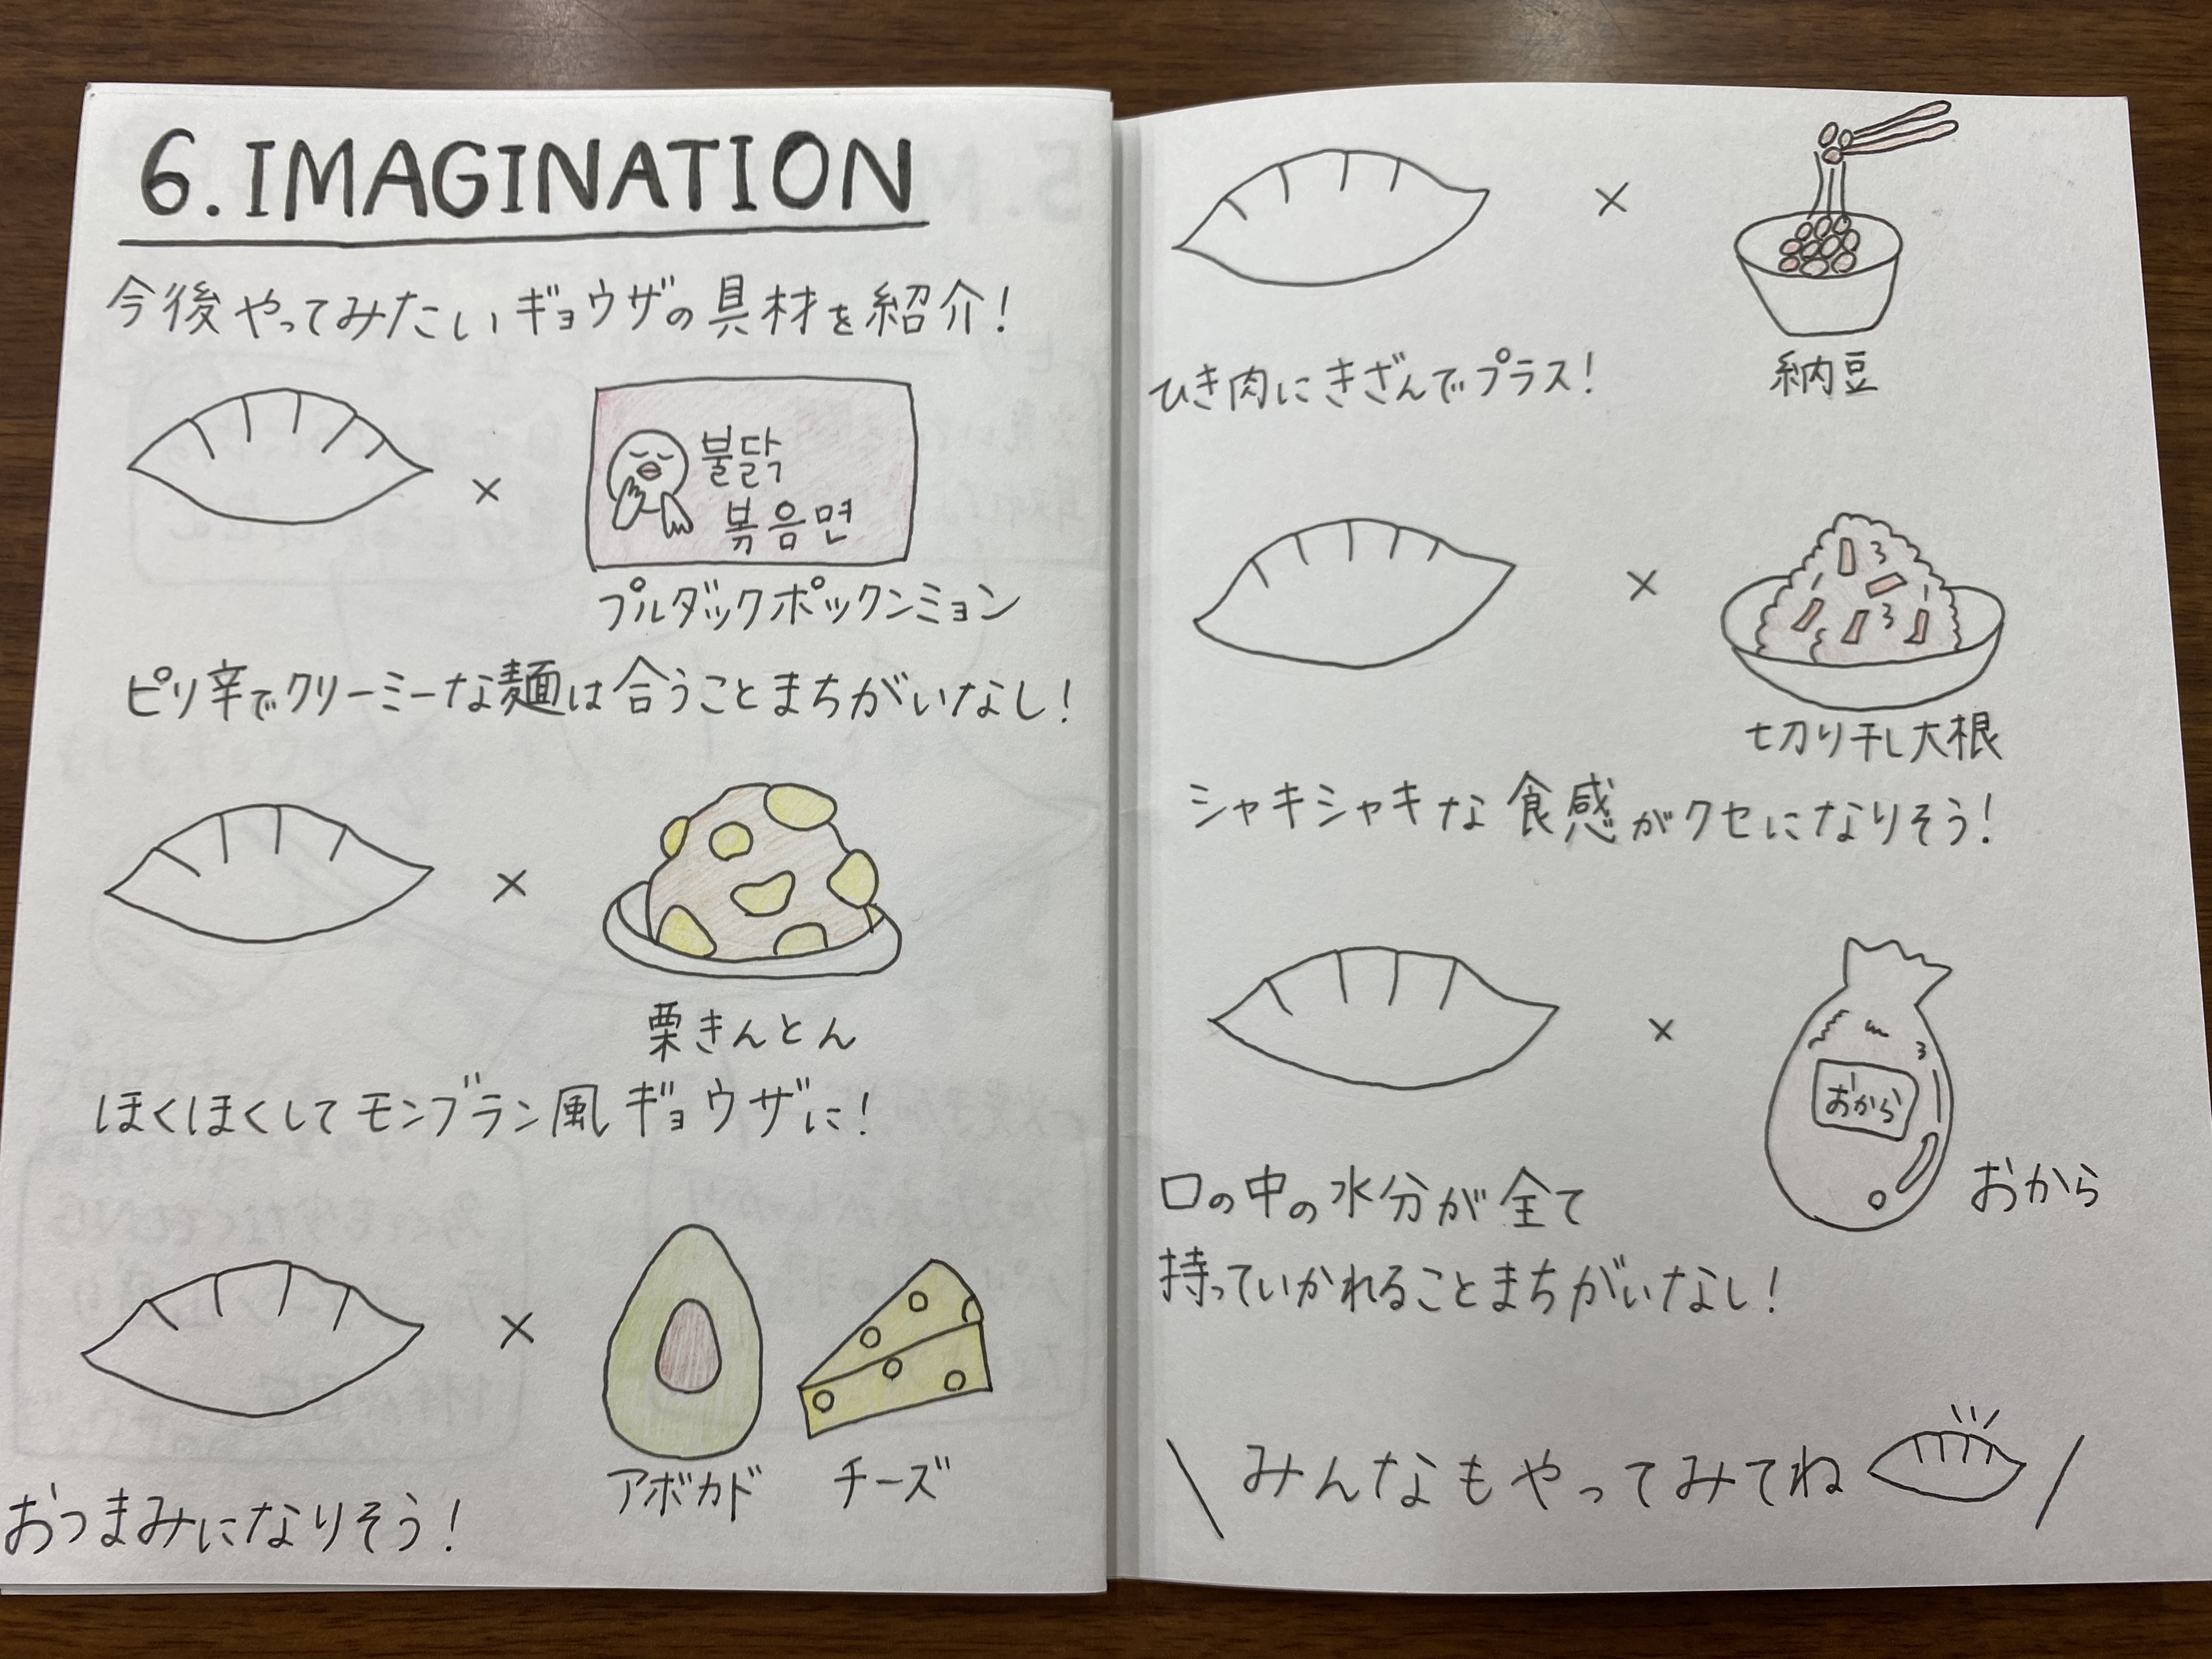 6. IMAGINATION
今後やってみたいギョウザの具材を紹介!
×
불닭
볶음면
プルダックポックンミョン
ピリ辛でクリーミーな麺は合うことまちがいなし!
×
栗きんとん
ほくほくしてモンブラン風ギョウザに!
×
アボカド チーズ
おつまみになりそう!
×
納豆
ひき肉にきざんでプラス!
×
切り干し大根
シャキシャキな食感がクセになりそう!
×
おから
おから
口の中の水分が全て
持っていかれることまちがいなし!
\ みんなもやってみてね /